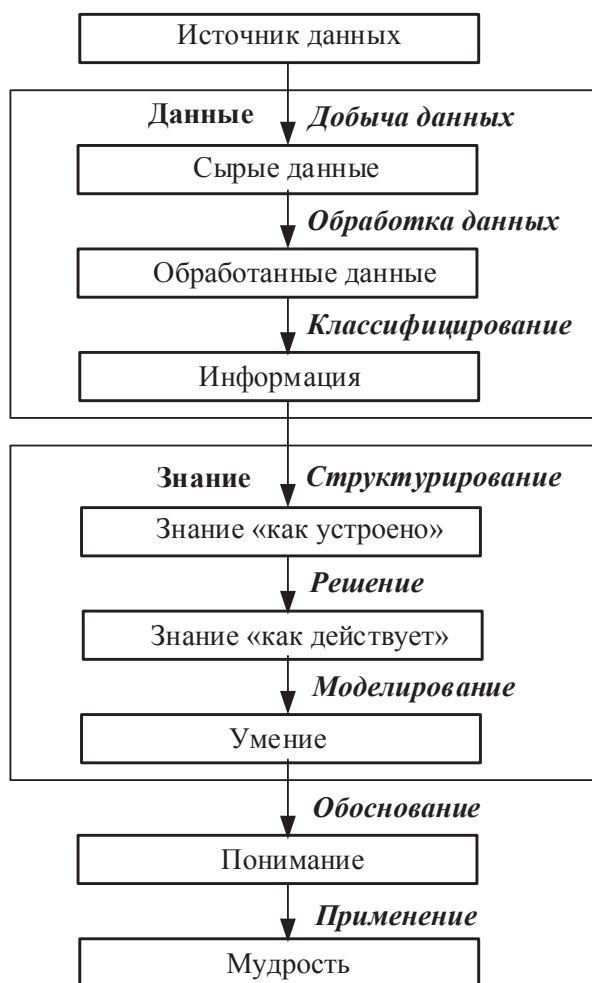 Источник данных
Данные Добыча данных
Сырые данные
Обработка данных
Обработанные данные
Классифицирование
Информация
Знание Структурирование
Знание «как устроено»
Решение
Знание «как действует»
Моделирование
Умение
Обоснование
Понимание
Применение
Мудрость